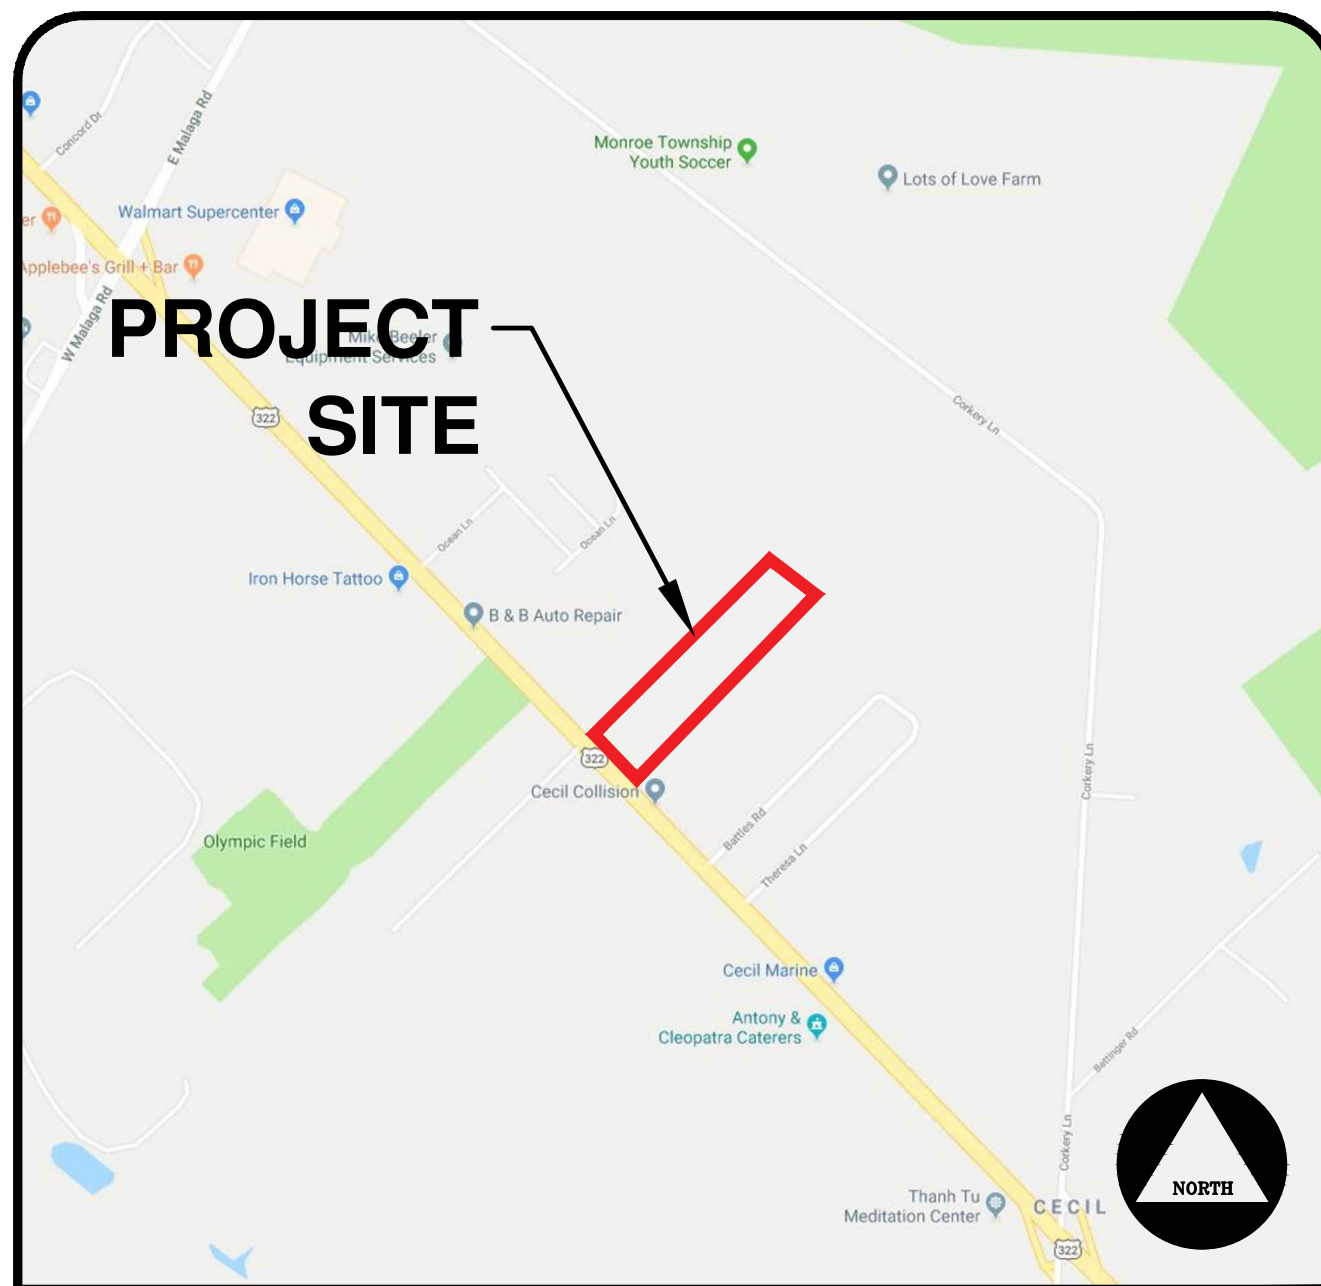 Concord Dr
E Malaga Rd
Monroe Township
Youth Soccer
Lots of Love Farm
Walmart Supercenter
er
Applebee's Grill + Bar
W Malaga Rd
PROJECT
SITE
Mike Beeler
Equipment Services
322
Corkery Ln
Ocean Ln
Ocean Ln
Iron Horse Tattoo
B & B Auto Repair
322
Cecil Collision
Corkery Ln
Battles Rd
Theresa Ln
Olympic Field
Cecil Marine
Antony &
Cleopatra Caterers
Bettinger Rd
Corkery Ln
NORTH
Thanh Tu
Meditation Center
CECIL
322